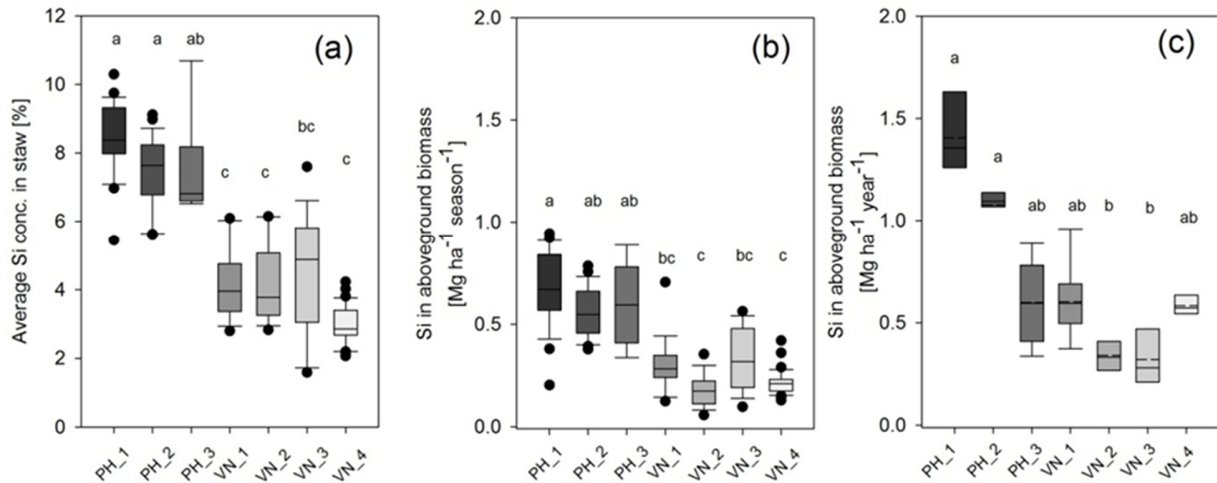 (a)
Average Si conc. in staw [%]
12
10
8
6
4
2
0
a a ab c c bc c
PH_1 PH_2 PH_3 VN_1 VN_2 VN_3 VN_4
(b)
Si in aboveground biomass
[Mg ha⁻¹ season⁻¹]
2.0
1.5
1.0
0.5
0.0
a ab ab bc c bc c
PH_1 PH_2 PH_3 VN_1 VN_2 VN_3 VN_4
(c)
Si in aboveground biomass
[Mg ha⁻¹ year⁻¹]
2.0
1.5
1.0
0.5
0.0
a a ab ab b b ab
PH_1 PH_2 PH_3 VN_1 VN_2 VN_3 VN_4